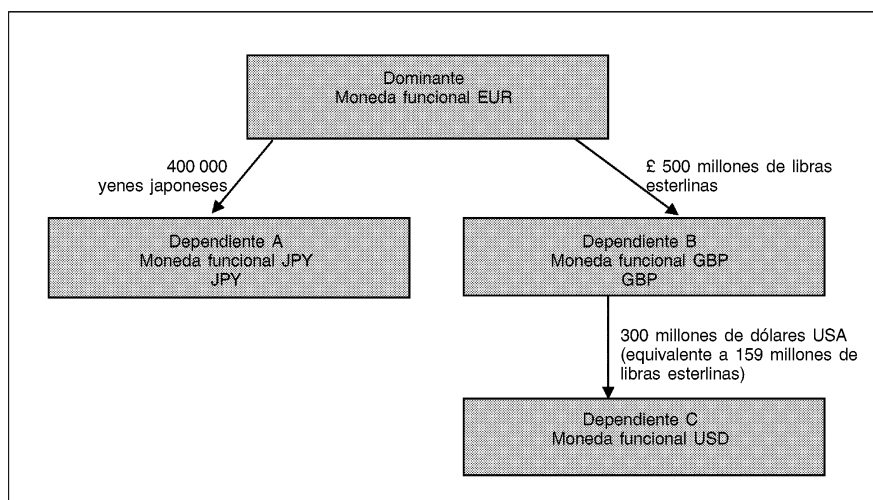 Dominante
Moneda funcional EUR
400 000
yenes japoneses
£ 500 millones de libras
esterlinas
Dependiente A
Moneda funcional JPY
JPY
Dependiente B
Moneda funcional GBP
GBP
300 millones de dólares USA
(equivalente a 159 millones de
libras esterlinas)
Dependiente C
Moneda funcional USD